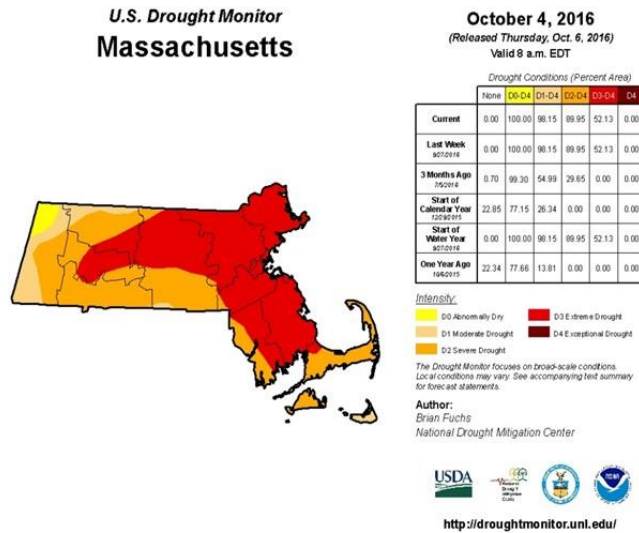 U.S. Drought Monitor
Massachusetts
October 4, 2016
(Released Thursday, Oct. 6, 2016)
Valid 8 a.m. EDT
Drought Conditions (Percent Area)
None D0-D4 D1-D4 D2-D4 D3-D4 D4
Current 0.00 100.00 98.15 89.95 52.13 0.00
Last Week 0.00 100.00 98.15 89.95 52.13 0.00
9/27/2016
3 Months Ago 0.70 99.30 54.99 29.65 0.00 0.00
7/5/2016
Start of
Calendar Year 22.85 77.15 26.34 0.00 0.00 0.00
12/29/2015
Start of
Water Year 0.00 100.00 98.15 89.95 52.13 0.00
9/27/2016
One Year Ago 22.34 77.66 13.81 0.00 0.00 0.00
10/6/2015
Intensity:
D0 Abnormally Dry D3 Extreme Drought
D1 Moderate Drought D4 Exceptional Drought
D2 Severe Drought
The Drought Monitor focuses on broad-scale conditions.
Local conditions may vary. See accompanying text summary
for forecast statements.
Author:
Brian Fuchs
National Drought Mitigation Center
USDA
http://droughtmonitor.unl.edu/